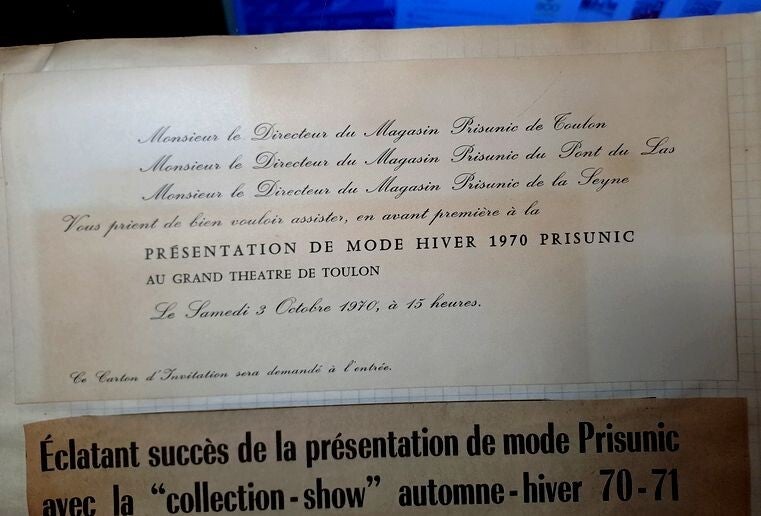 Monsieur le Directeur du Magasin Prisunic de Toulon
Monsieur le Directeur du Magasin Prisunic du Pont du Las
Monsieur le Directeur du Magasin Prisunic de la Seyne
Vous prient de bien vouloir assister, en avant première à la
PRÉSENTATION DE MODE HIVER 1970 PRISUNIC
AU GRAND THEATRE DE TOULON
Le Samedi 3 Octobre 1970, à 15 heures.
Ce Carton d'Invitation sera demandé à l'entrée.
Éclatant succès de la présentation de mode Prisunic
avec la “collection-show” automne-hiver 70-71